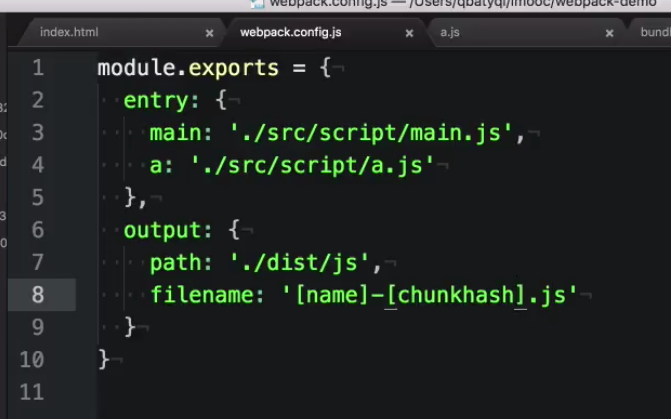 webpack.config.js — /Users/qbatyqi/imooc/webpack-demo
index.html × webpack.config.js × a.js × bundl
1 module.exports = {¬
2 entry: {¬
3 main: './src/script/main.js',¬
4 a: './src/script/a.js'¬
5 },¬
6 output: {¬
7 path: './dist/js',¬
8 filename: '[name]-[chunkhash].js'¬
9 }¬
10 }¬
11